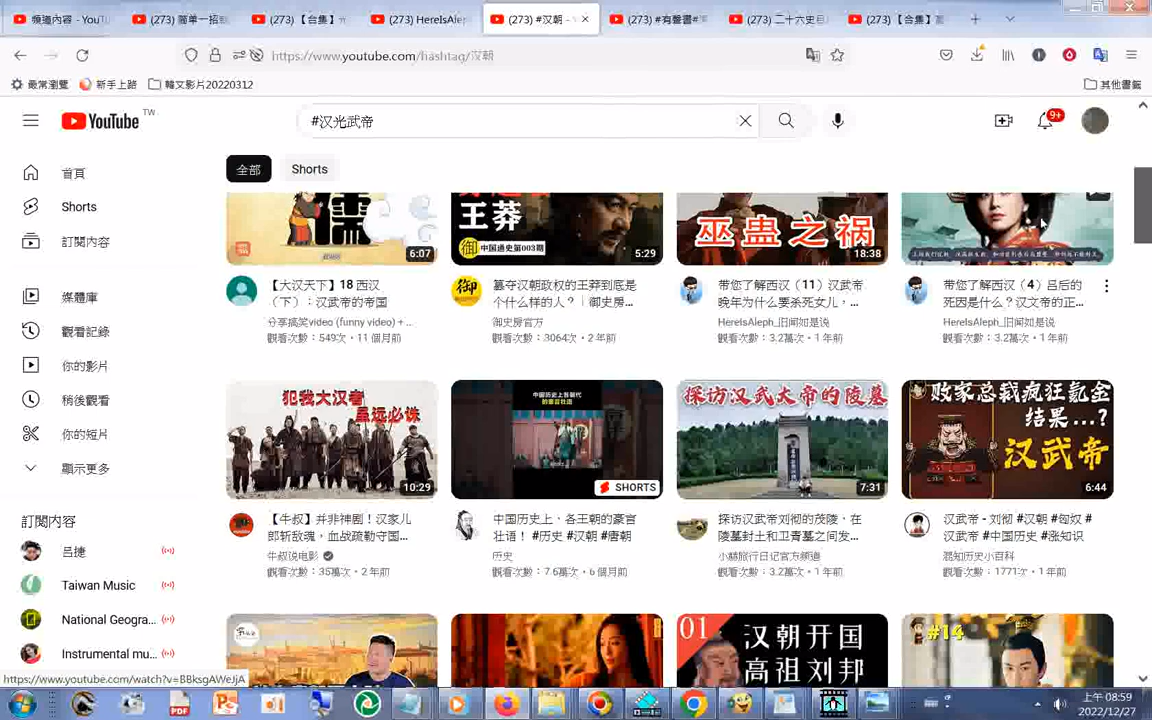 (273) 簡单一招
(273) 【合集】
(273) HereIsAle
(273) #汉朝 -
(273) #有聲書#
(273) 二十六史
(273) 【合集】
https://www.youtube.com/hashtag/汉朝
最常瀏覽
新手上路
韓文影片20220312
其他書籤
YouTube
TW
#汉光武帝
9+
全部
Shorts
首頁
Shorts
訂閱內容
媒體庫
觀看記錄
你的影片
稍後觀看
你的短片
顯示更多
訂閱內容
呂捷
Taiwan Music
National Geogra...
Instrumental mu...
6:07
王莽
御 中国通史第003期
5:29
巫蛊之祸
18:38
【大汉天下】18 西汉
（下）：汉武帝的帝国
分享搞笑video (funny video) + ...
觀看次數：549次 • 11 個月前
御
篡夺汉朝政权的王莽到底是
个什么样的人？｜御史房...
御史房官方
觀看次數：3064次 • 2 年前
带您了解西汉（11）汉武帝
晚年为什么要杀死女儿，...
HereIsAleph_旧闻如是说
觀看次數：3.2萬次 • 1 年前
带您了解西汉（4）吕后的
死因是什么？汉文帝的正...
HereIsAleph_旧闻如是说
觀看次數：3.2萬次 • 1 年前
犯我大汉者
虽远必诛
10:29
中国历史上各朝代
的豪言壮语
SHORTS
探访汉武大帝的陵墓
7:31
败家总裁疯狂氪金
结果...?
汉武帝
6:44
【牛叔】并非神剧！汉家儿
郎斩敌魂，血战疏勒守国...
牛叔说电影
觀看次數：35萬次 • 2 年前
中国历史上，各王朝的豪言
壮语！ #历史 #汉朝 #唐朝
历史
觀看次數：7.6萬次 • 6 個月前
探访汉武帝刘彻的茂陵，在
陵墓封土和卫青墓之间发...
小赫旅行日记官方频道
觀看次數：3.2萬次 • 1 年前
汉武帝 - 刘彻 #汉朝 #匈奴 #
汉武帝 #中国历史 #涨知识
混知历史小百科
觀看次數：1771次 • 1 年前
01
汉朝开国
高祖刘邦
#14
https://www.youtube.com/watch?v=BBksgAWeJjA
上午 08:59
2022/12/27